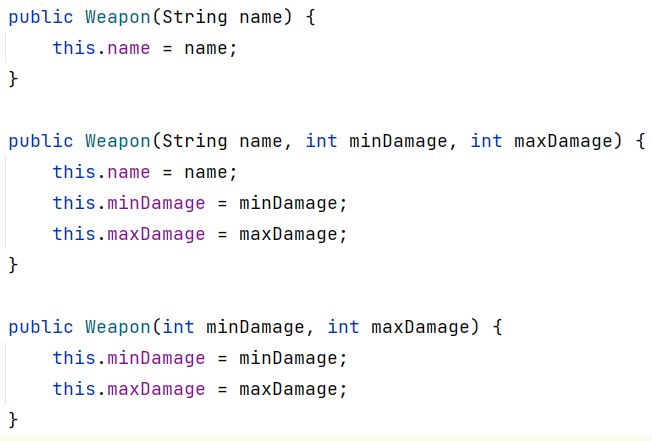 public Weapon(String name) {
    this.name = name;
}
public Weapon(String name, int minDamage, int maxDamage) {
    this.name = name;
    this.minDamage = minDamage;
    this.maxDamage = maxDamage;
}
public Weapon(int minDamage, int maxDamage) {
    this.minDamage = minDamage;
    this.maxDamage = maxDamage;
}